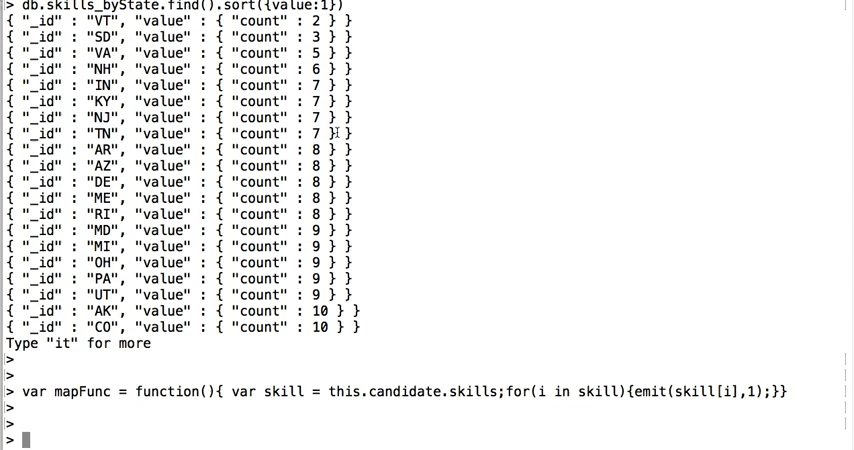 > db.skills_byState.find().sort({value:1})
{ "_id" : "VT", "value" : { "count" : 2 } }
{ "_id" : "SD", "value" : { "count" : 3 } }
{ "_id" : "VA", "value" : { "count" : 5 } }
{ "_id" : "NH", "value" : { "count" : 6 } }
{ "_id" : "IN", "value" : { "count" : 7 } }
{ "_id" : "KY", "value" : { "count" : 7 } }
{ "_id" : "NJ", "value" : { "count" : 7 } }
{ "_id" : "TN", "value" : { "count" : 7 } }
{ "_id" : "AR", "value" : { "count" : 8 } }
{ "_id" : "AZ", "value" : { "count" : 8 } }
{ "_id" : "DE", "value" : { "count" : 8 } }
{ "_id" : "ME", "value" : { "count" : 8 } }
{ "_id" : "RI", "value" : { "count" : 8 } }
{ "_id" : "MD", "value" : { "count" : 9 } }
{ "_id" : "MI", "value" : { "count" : 9 } }
{ "_id" : "OH", "value" : { "count" : 9 } }
{ "_id" : "PA", "value" : { "count" : 9 } }
{ "_id" : "UT", "value" : { "count" : 9 } }
{ "_id" : "AK", "value" : { "count" : 10 } }
{ "_id" : "CO", "value" : { "count" : 10 } }
Type "it" for more
>
>
> var mapFunc = function(){ var skill = this.candidate.skills;for(i in skill){emit(skill[i],1);}}
>
>
>